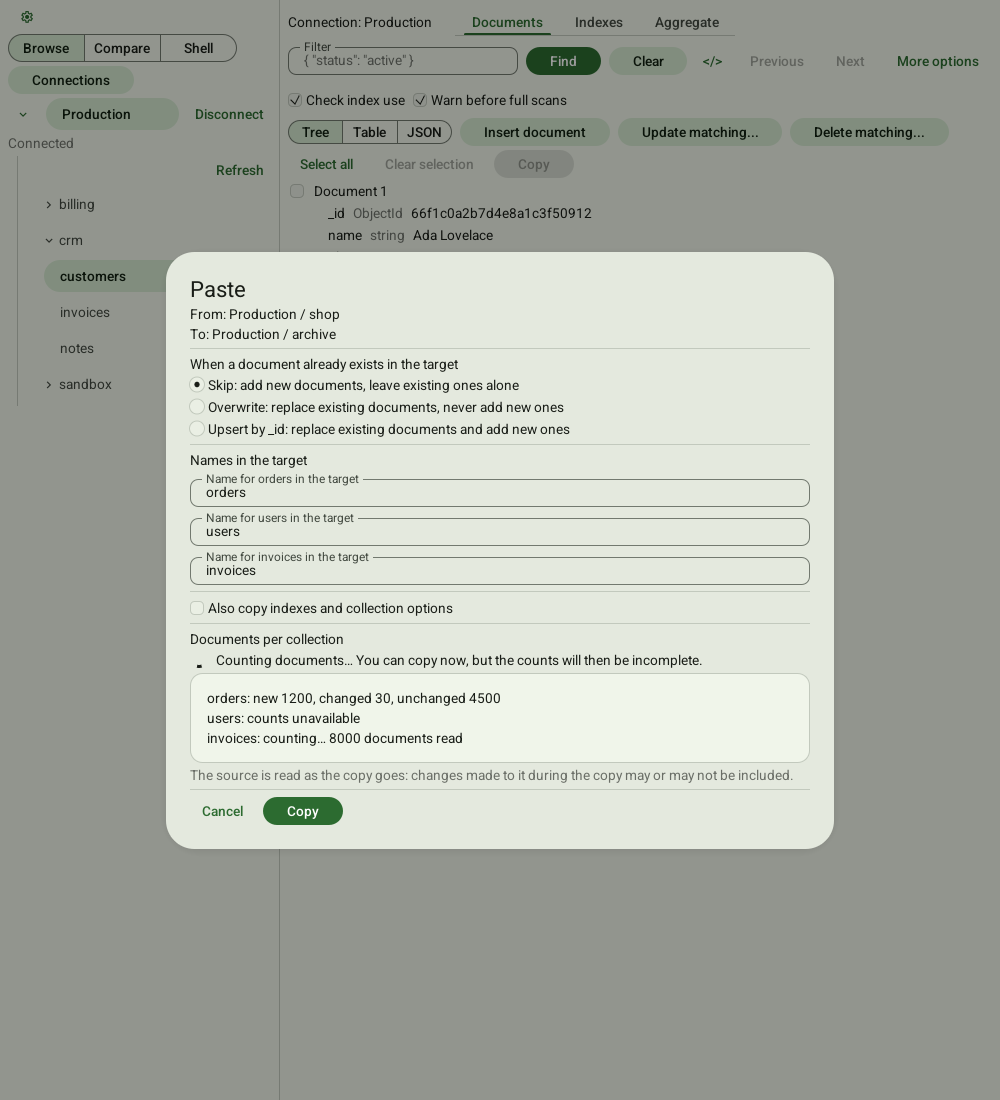 Browse Compare Shell
Connections
Production Disconnect
Connected
Refresh
billing
crm
customers
invoices
notes
sandbox
Connection: Production Documents Indexes Aggregate
Filter
{ "status": "active" } Find Clear </> Previous Next More options
Check index use Warn before full scans
Tree Table JSON Insert document Update matching... Delete matching...
Select all Clear selection Copy
Document 1
_id ObjectId 66f1c0a2b7d4e8a1c3f50912
name string Ada Lovelace
Paste
From: Production / shop
To: Production / archive
When a document already exists in the target
Skip: add new documents, leave existing ones alone
Overwrite: replace existing documents, never add new ones
Upsert by _id: replace existing documents and add new ones
Names in the target
Name for orders in the target
orders
Name for users in the target
users
Name for invoices in the target
invoices
Also copy indexes and collection options
Documents per collection
Counting documents... You can copy now, but the counts will then be incomplete.
orders: new 1200, changed 30, unchanged 4500
users: counts unavailable
invoices: counting... 8000 documents read
The source is read as the copy goes: changes made to it during the copy may or may not be included.
Cancel Copy